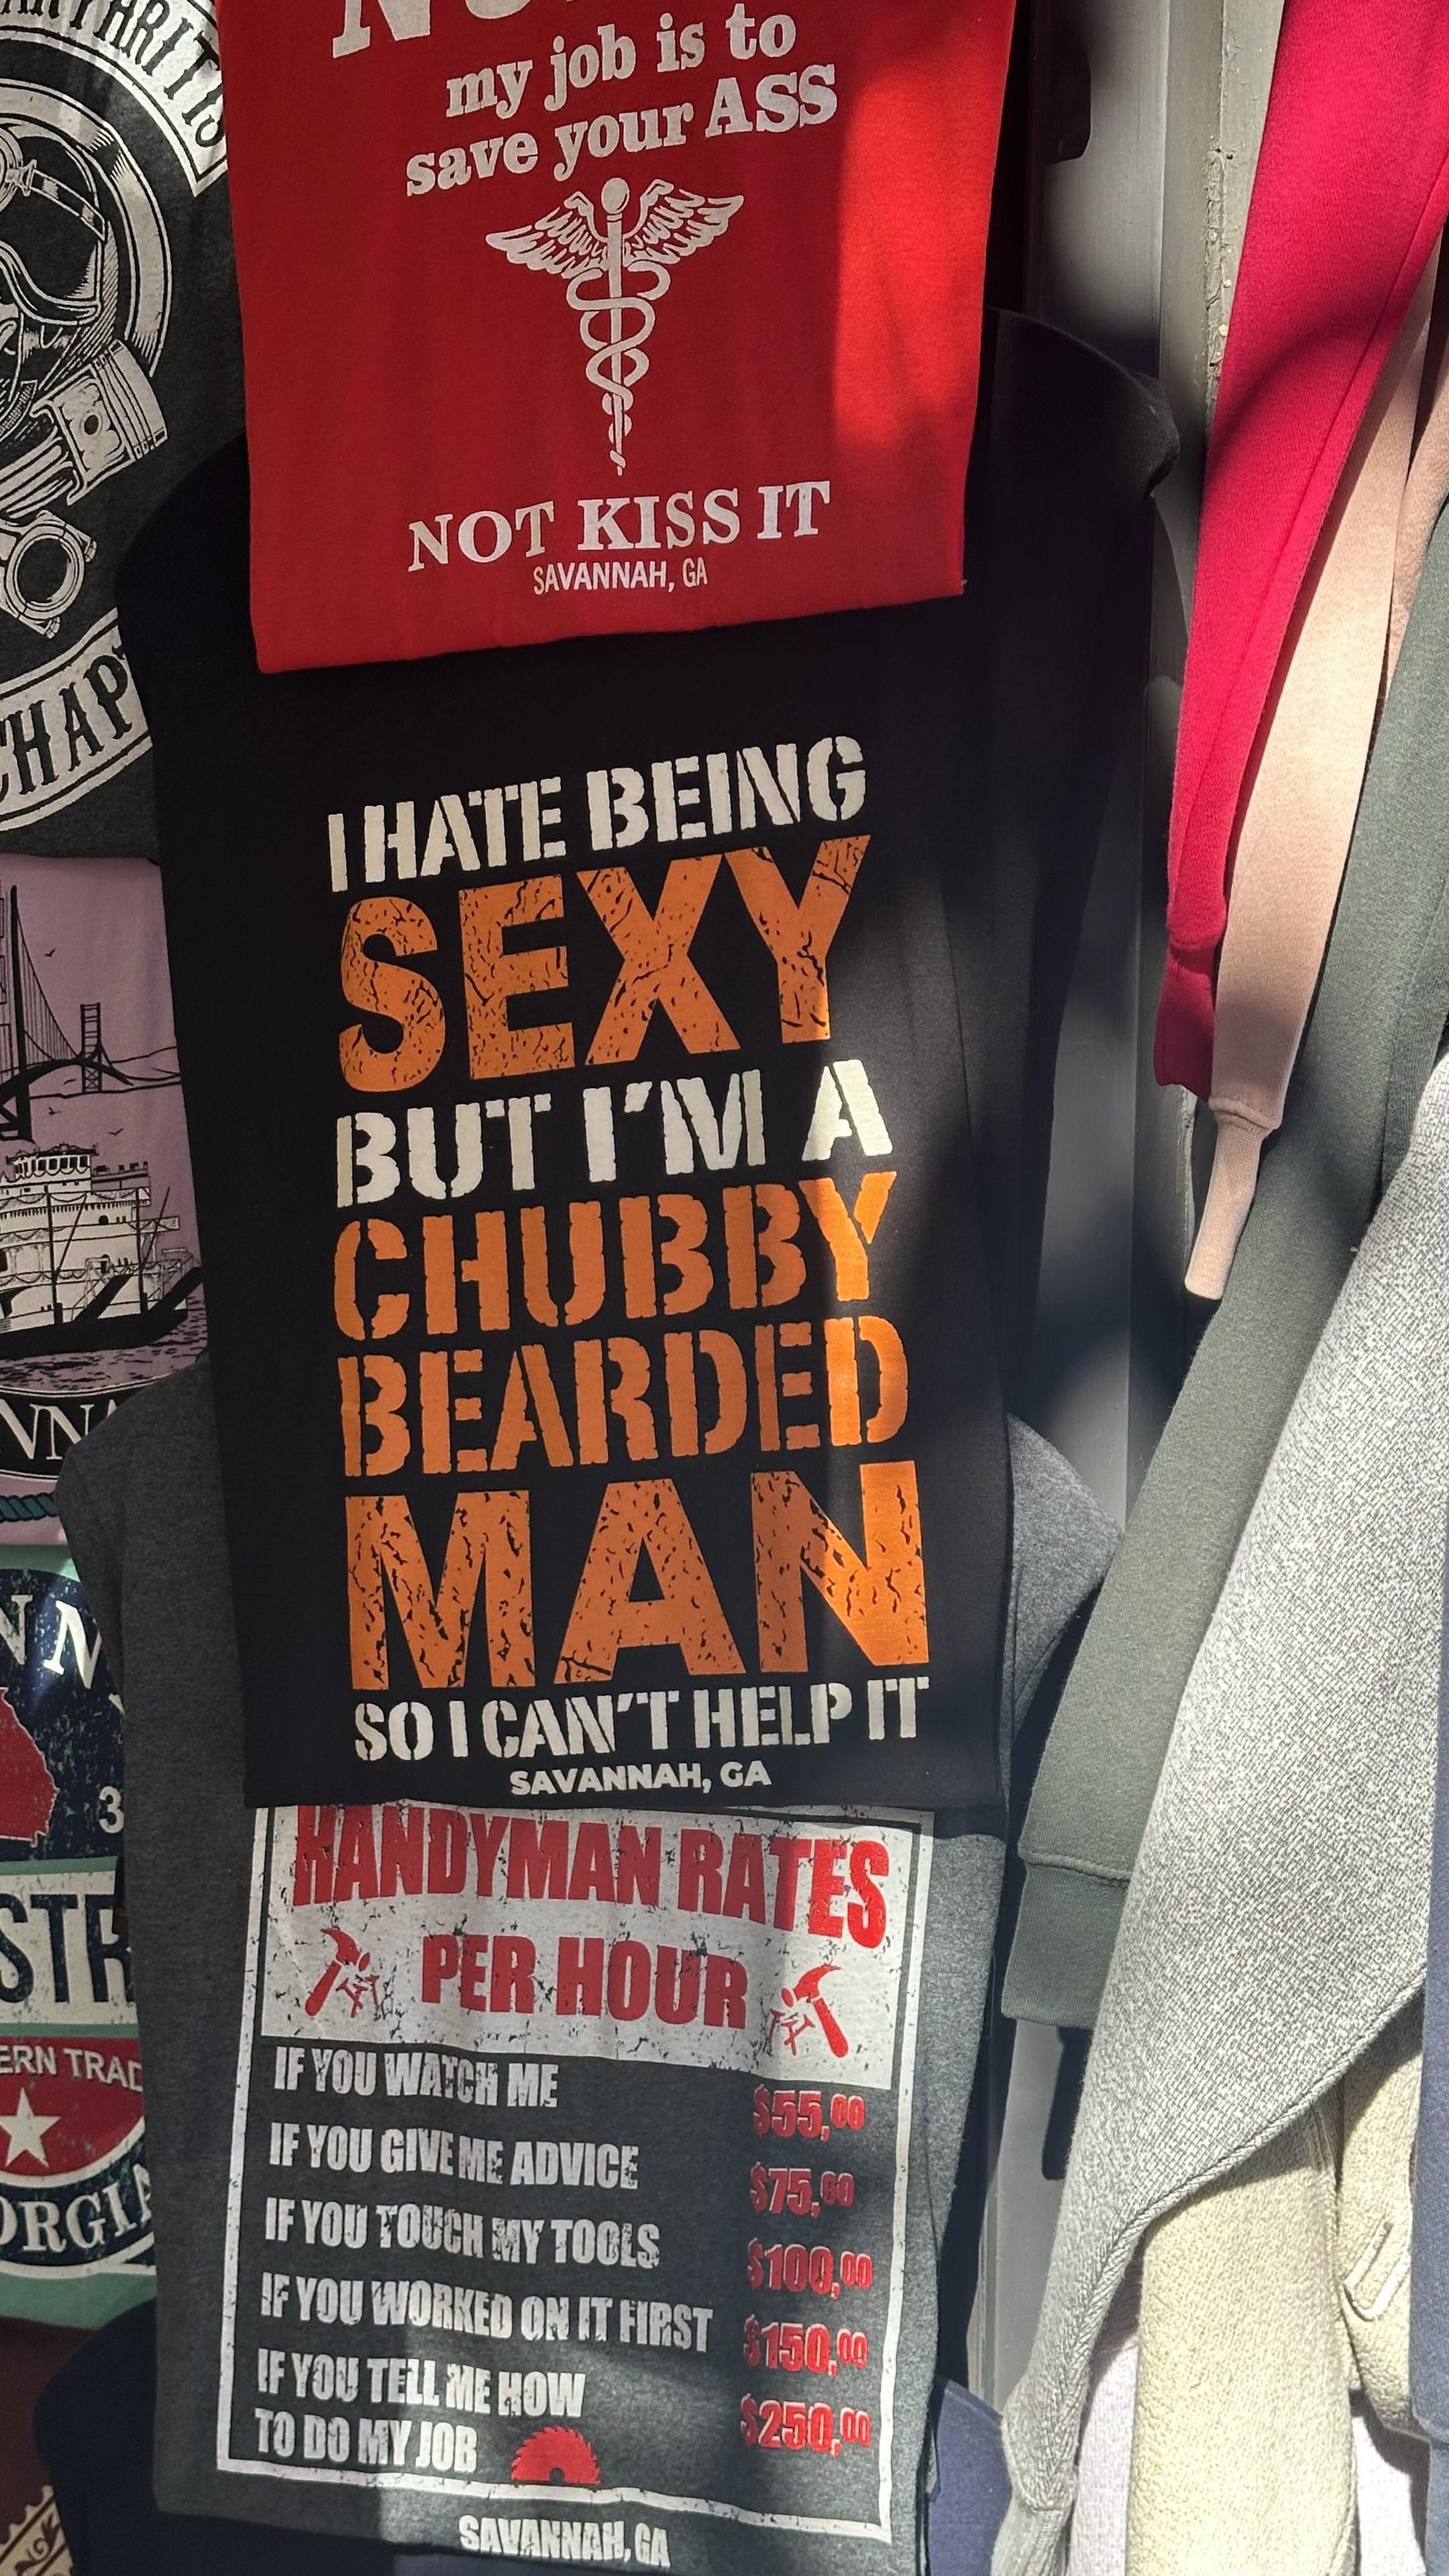 my job is to
save your ASS
NOT KISS IT
SAVANNAH, GA
I HATE BEING
SEXY
BUT I'M A
CHUBBY
BEARDED
MAN
SO I CAN'T HELP IT
SAVANNAH, GA
HANDYMAN RATES
PER HOUR
IF YOU WATCH ME $55,00
IF YOU GIVE ME ADVICE $75,00
IF YOU TOUCH MY TOOLS $100,00
IF YOU WORKED ON IT FIRST $150,00
IF YOU TELL ME HOW
TO DO MY JOB $250,00
SAVANNAH, GA